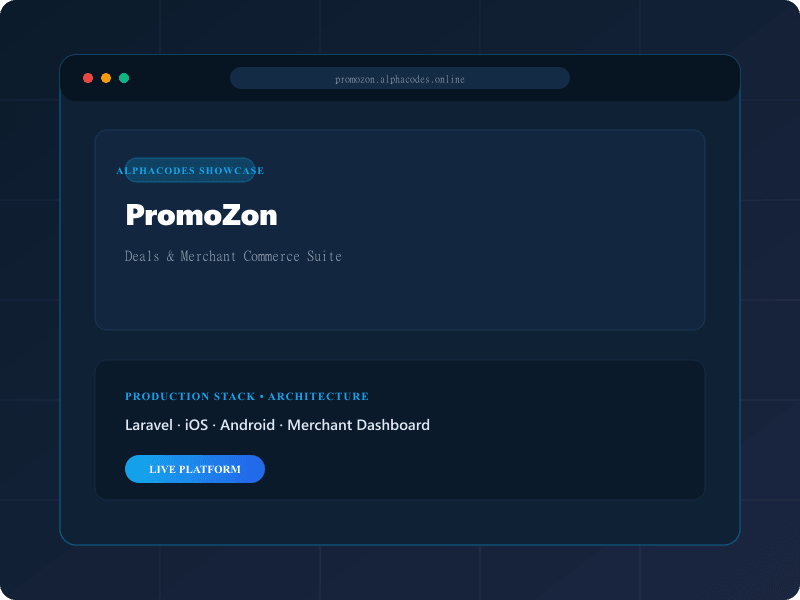 promozon.alphacodes.online
ALPHACODES SHOWCASE
PromoZon
Deals & Merchant Commerce Suite
PRODUCTION STACK • ARCHITECTURE
Laravel · iOS · Android · Merchant Dashboard
LIVE PLATFORM